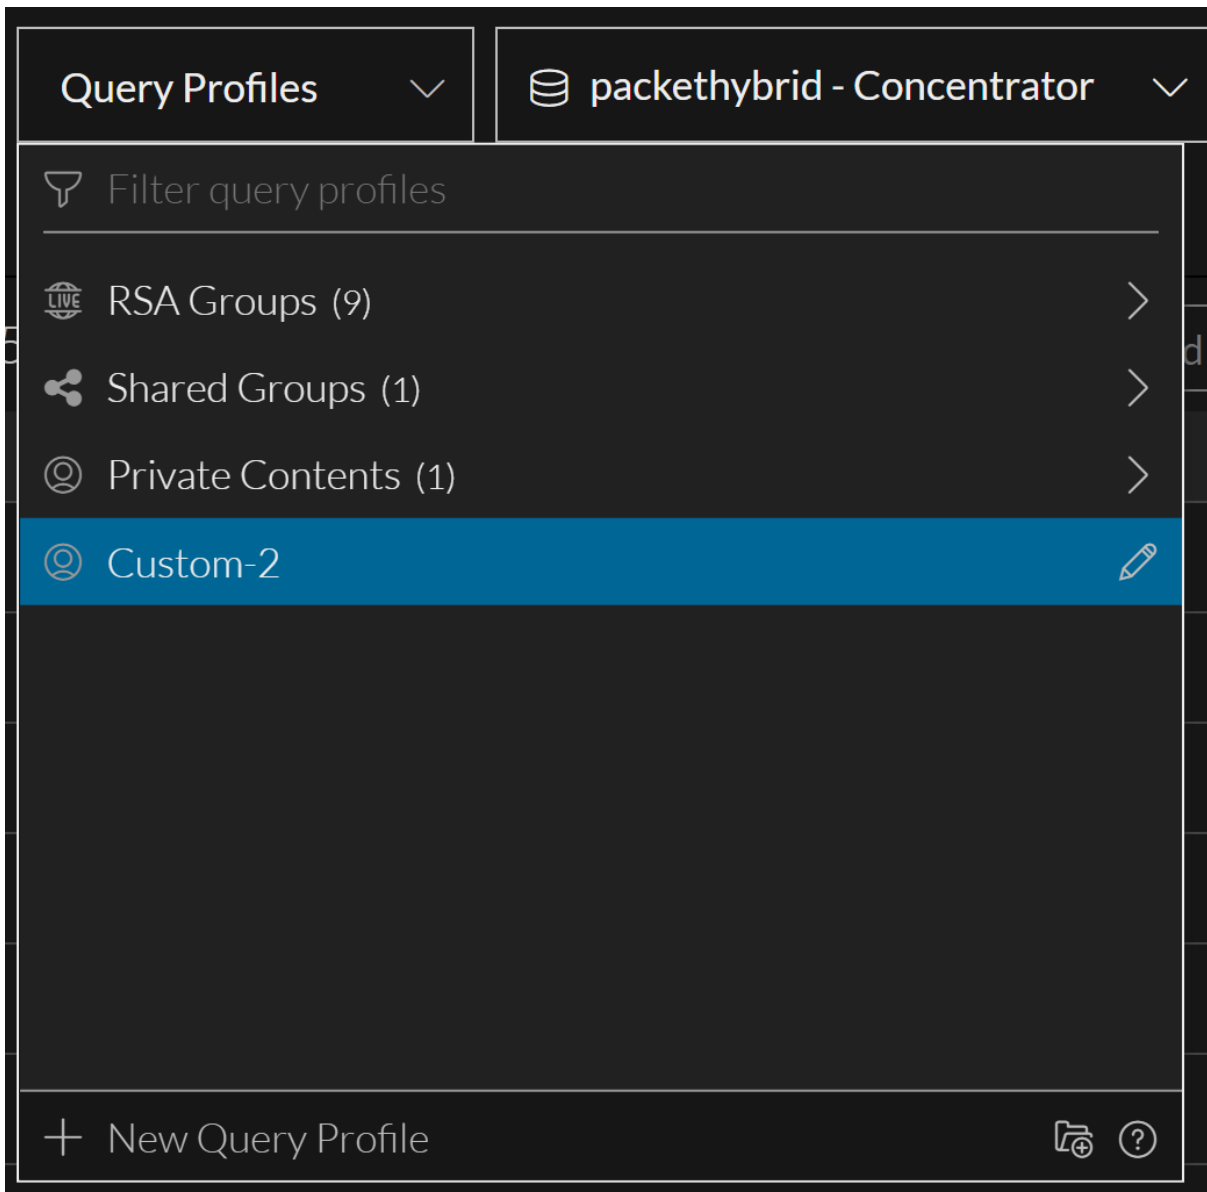 Query Profiles
packethybrid - Concentrator
Filter query profiles
LIVE RSA Groups (9)
Shared Groups (1)
Private Contents (1)
Custom-2
New Query Profile
?